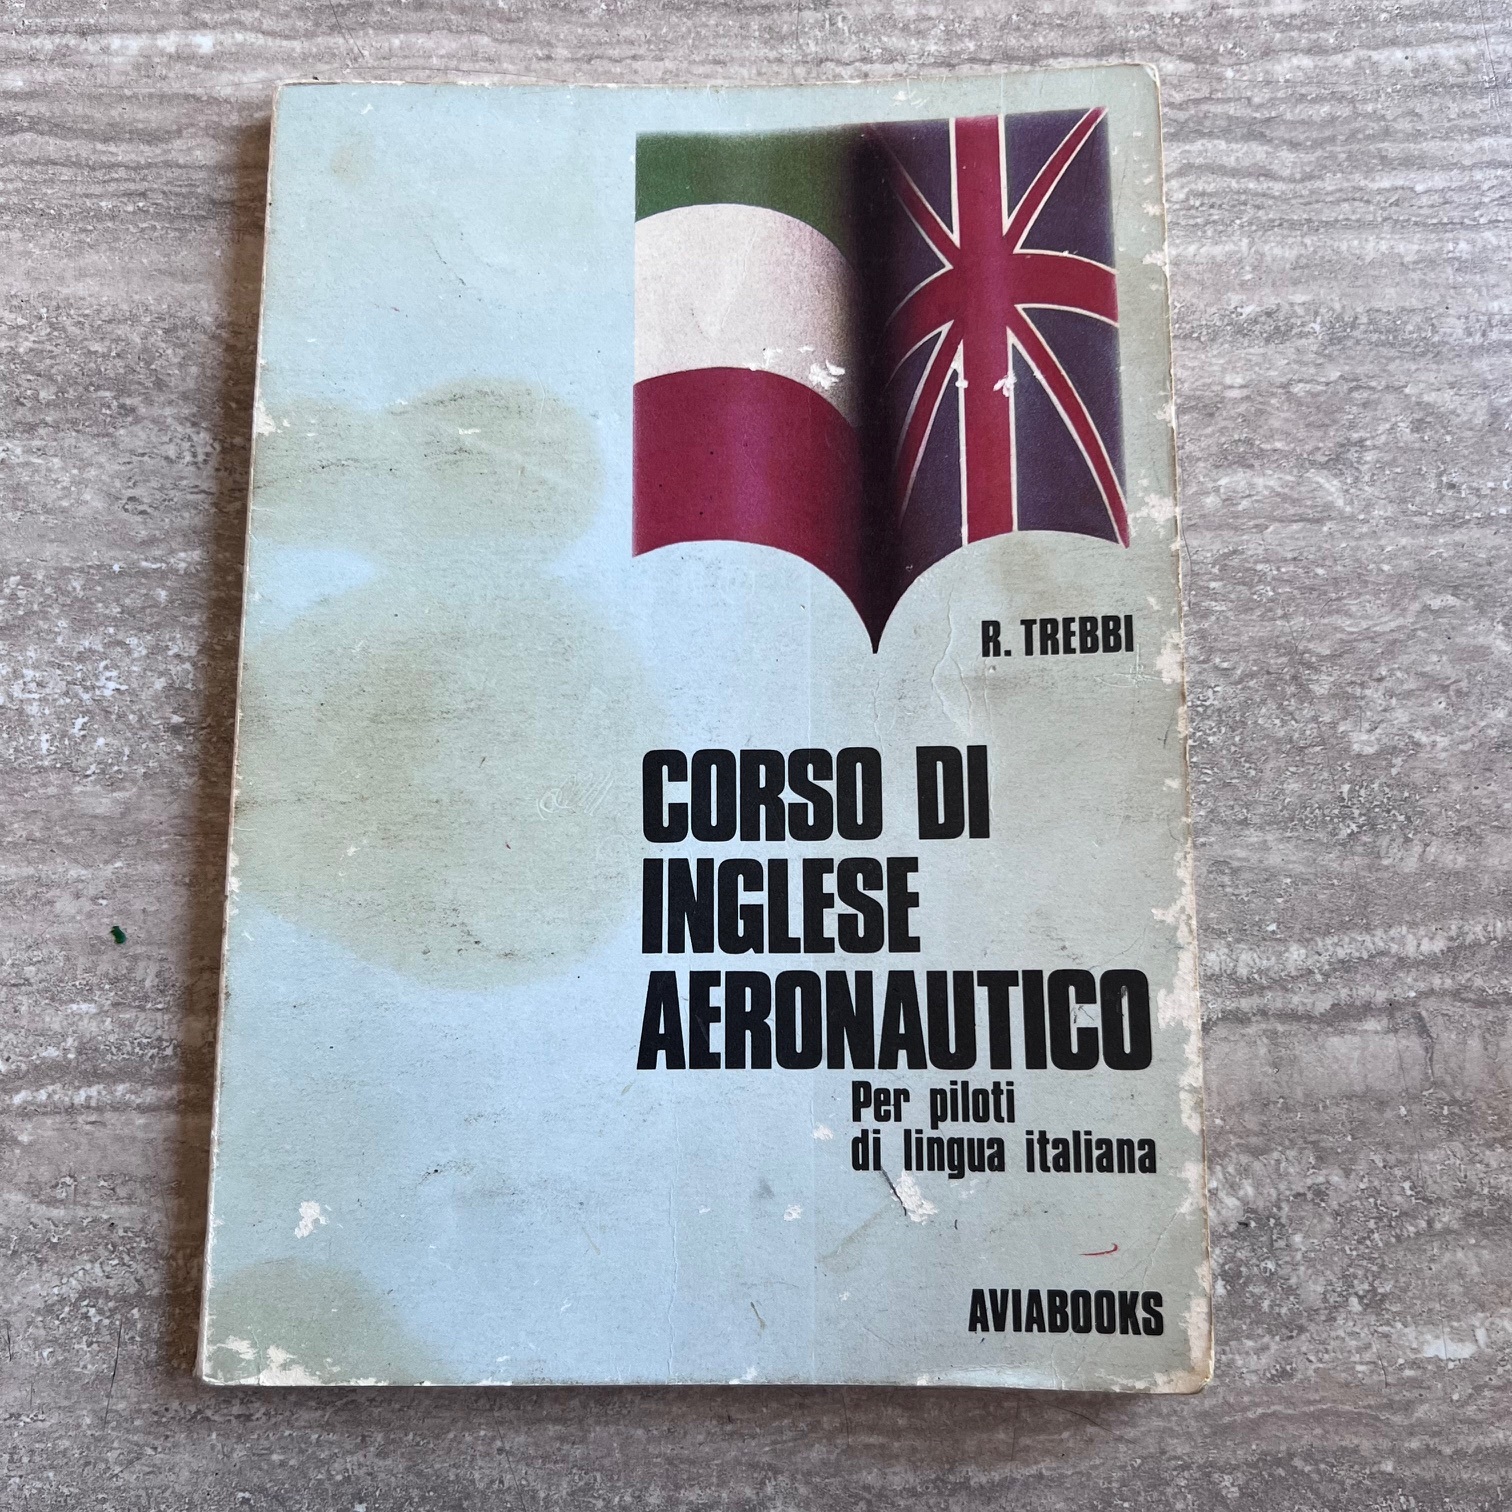 R. TREBBI
CORSO DI
INGLESE
AERONAUTICO
Per piloti
di lingua italiana
AVIABOOKS